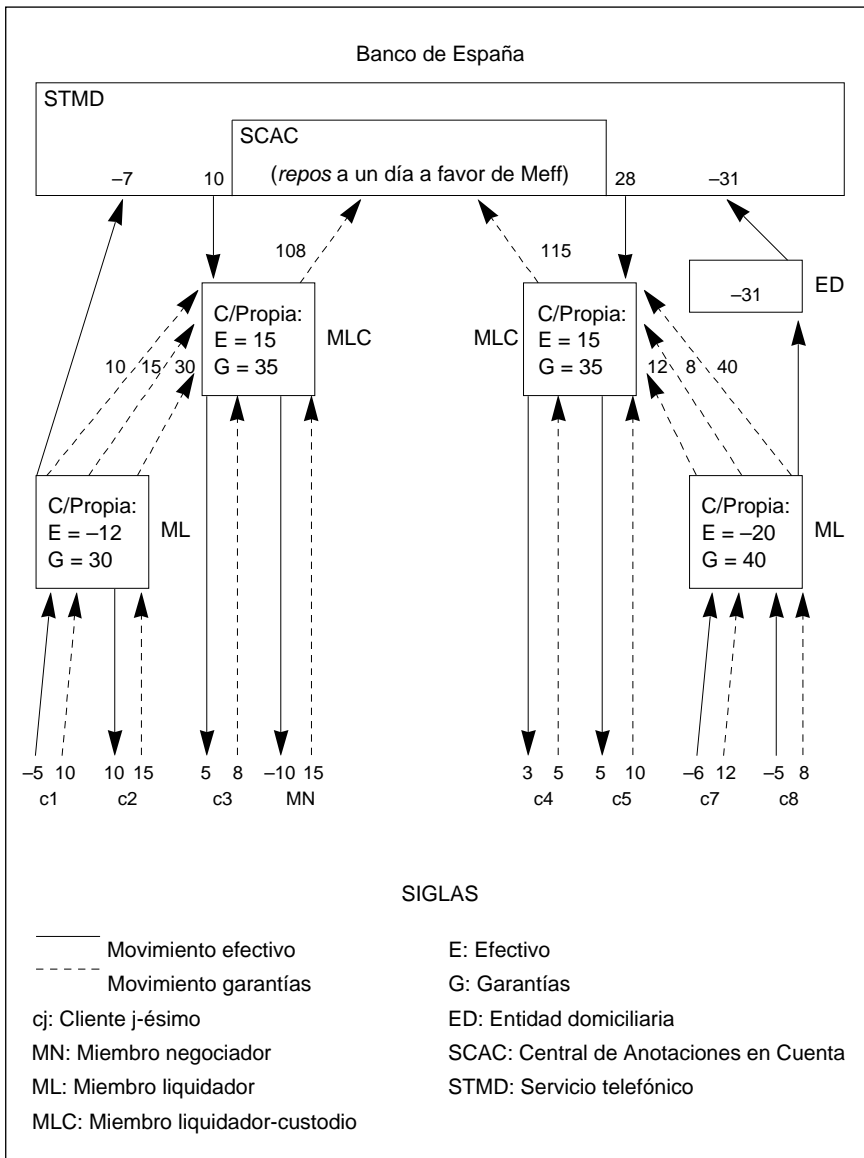 Banco de España
STMD
SCAC
(repos a un día a favor de Meff)
–7
10
28
–31
108
115
C/Propia:
E = 15
G = 35
MLC
MLC
C/Propia:
E = 15
G = 35
–31
ED
10
15
30
12
8
40
C/Propia:
E = –12
G = 30
ML
C/Propia:
E = –20
G = 40
ML
–5 10 10 15 5 8 –10 15 3 5 5 10 –6 12 –5 8
c1 c2 c3 MN c4 c5 c7 c8
SIGLAS
Movimiento efectivo
Movimiento garantías
cj: Cliente j-ésimo
MN: Miembro negociador
ML: Miembro liquidador
MLC: Miembro liquidador-custodio
E: Efectivo
G: Garantías
ED: Entidad domiciliaria
SCAC: Central de Anotaciones en Cuenta
STMD: Servicio telefónico